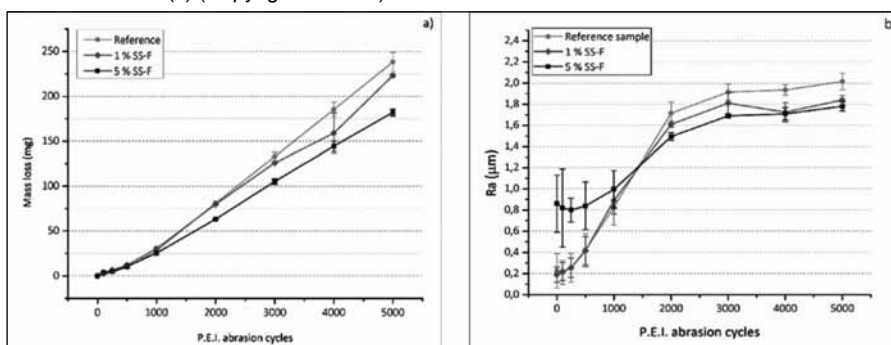 a)
Reference
1 % SS-F
5 % SS-F
Mass loss (mg)
250
200
150
100
50
0
0 1000 2000 3000 4000 5000
P.E.I. abrasion cycles
b
Reference sample
1 % SS-F
5 % SS-F
Ra (µm)
2,4
2,2
2,0
1,8
1,6
1,4
1,2
1,0
0,8
0,6
0,4
0,2
0,0
0 1000 2000 3000 4000 5000
P.E.I. abrasion cycles